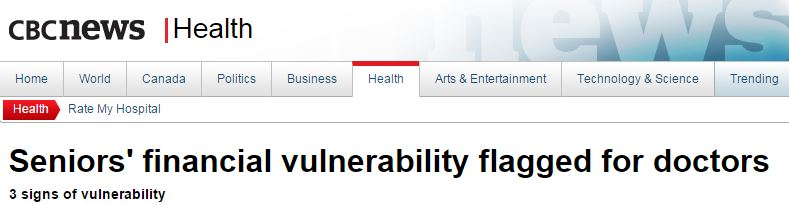 CBCnews | Health
news
Home World Canada Politics Business Health Arts & Entertainment Technology & Science Trending
Health Rate My Hospital
Seniors' financial vulnerability flagged for doctors
3 signs of vulnerability